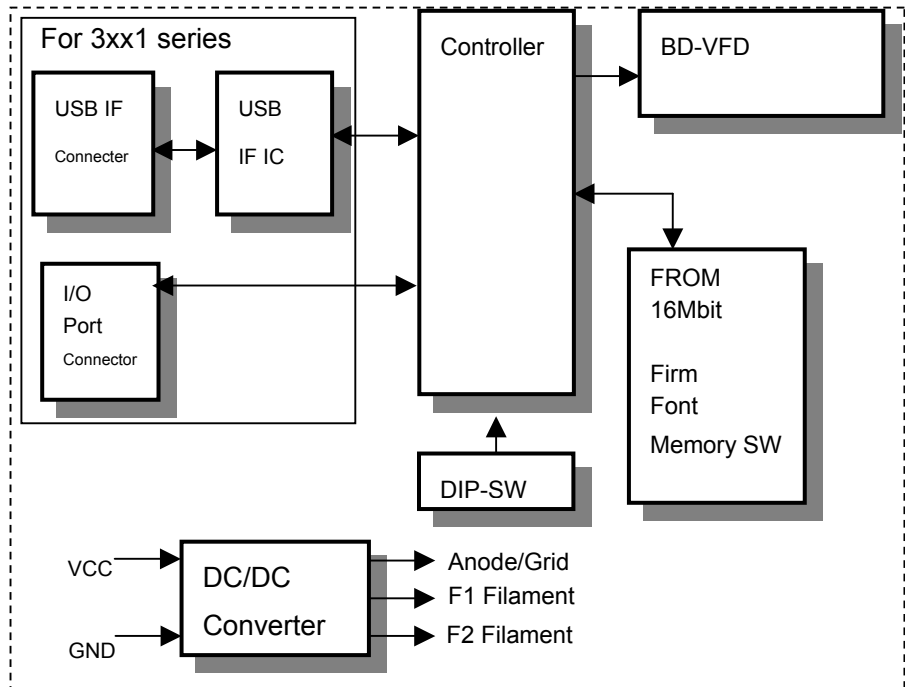 For 3xx1 series
USB IF
Connecter
USB
IF IC
I/O
Port
Connector
Controller
BD-VFD
FROM
16Mbit
Firm
Font
Memory SW
DIP-SW
VCC
GND
DC/DC
Converter
Anode/Grid
F1 Filament
F2 Filament